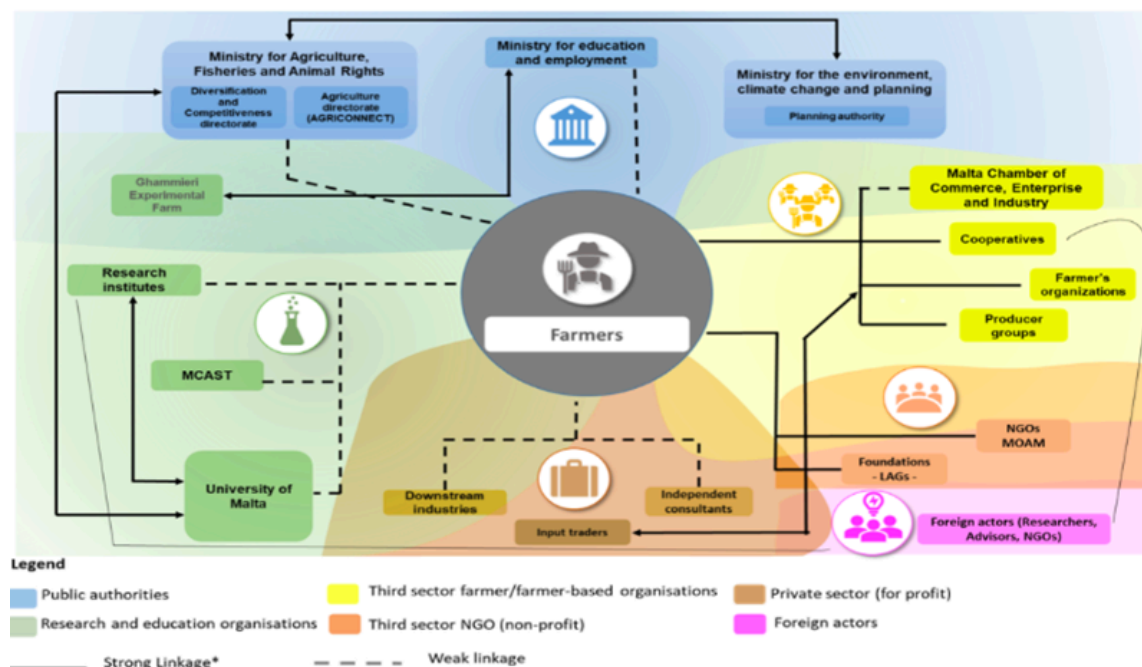 Ministry for Agriculture,
Fisheries and Animal Rights
Diversification
and
Competitiveness
directorate
Agriculture
directorate
(AGRICONNECT)
Ministry for education
and employment
Ministry for the environment,
climate change and planning
Planning authority
Ghammieri
Experimental
Farm
Malta Chamber of
Commerce, Enterprise
and Industry
Cooperatives
Research
institutes
Farmer's
organizations
Farmers
Producer
groups
MCAST
NGOs
MOAM
Foundations
- LAGs -
University of
Malta
Downstream
industries
Independent
consultants
Input traders
Foreign actors (Researchers,
Advisors, NGOs)
Legend
Public authorities
Third sector farmer/farmer-based organisations
Private sector (for profit)
Research and education organisations
Third sector NGO (non-profit)
Foreign actors
Strong Linkage*
Weak linkage